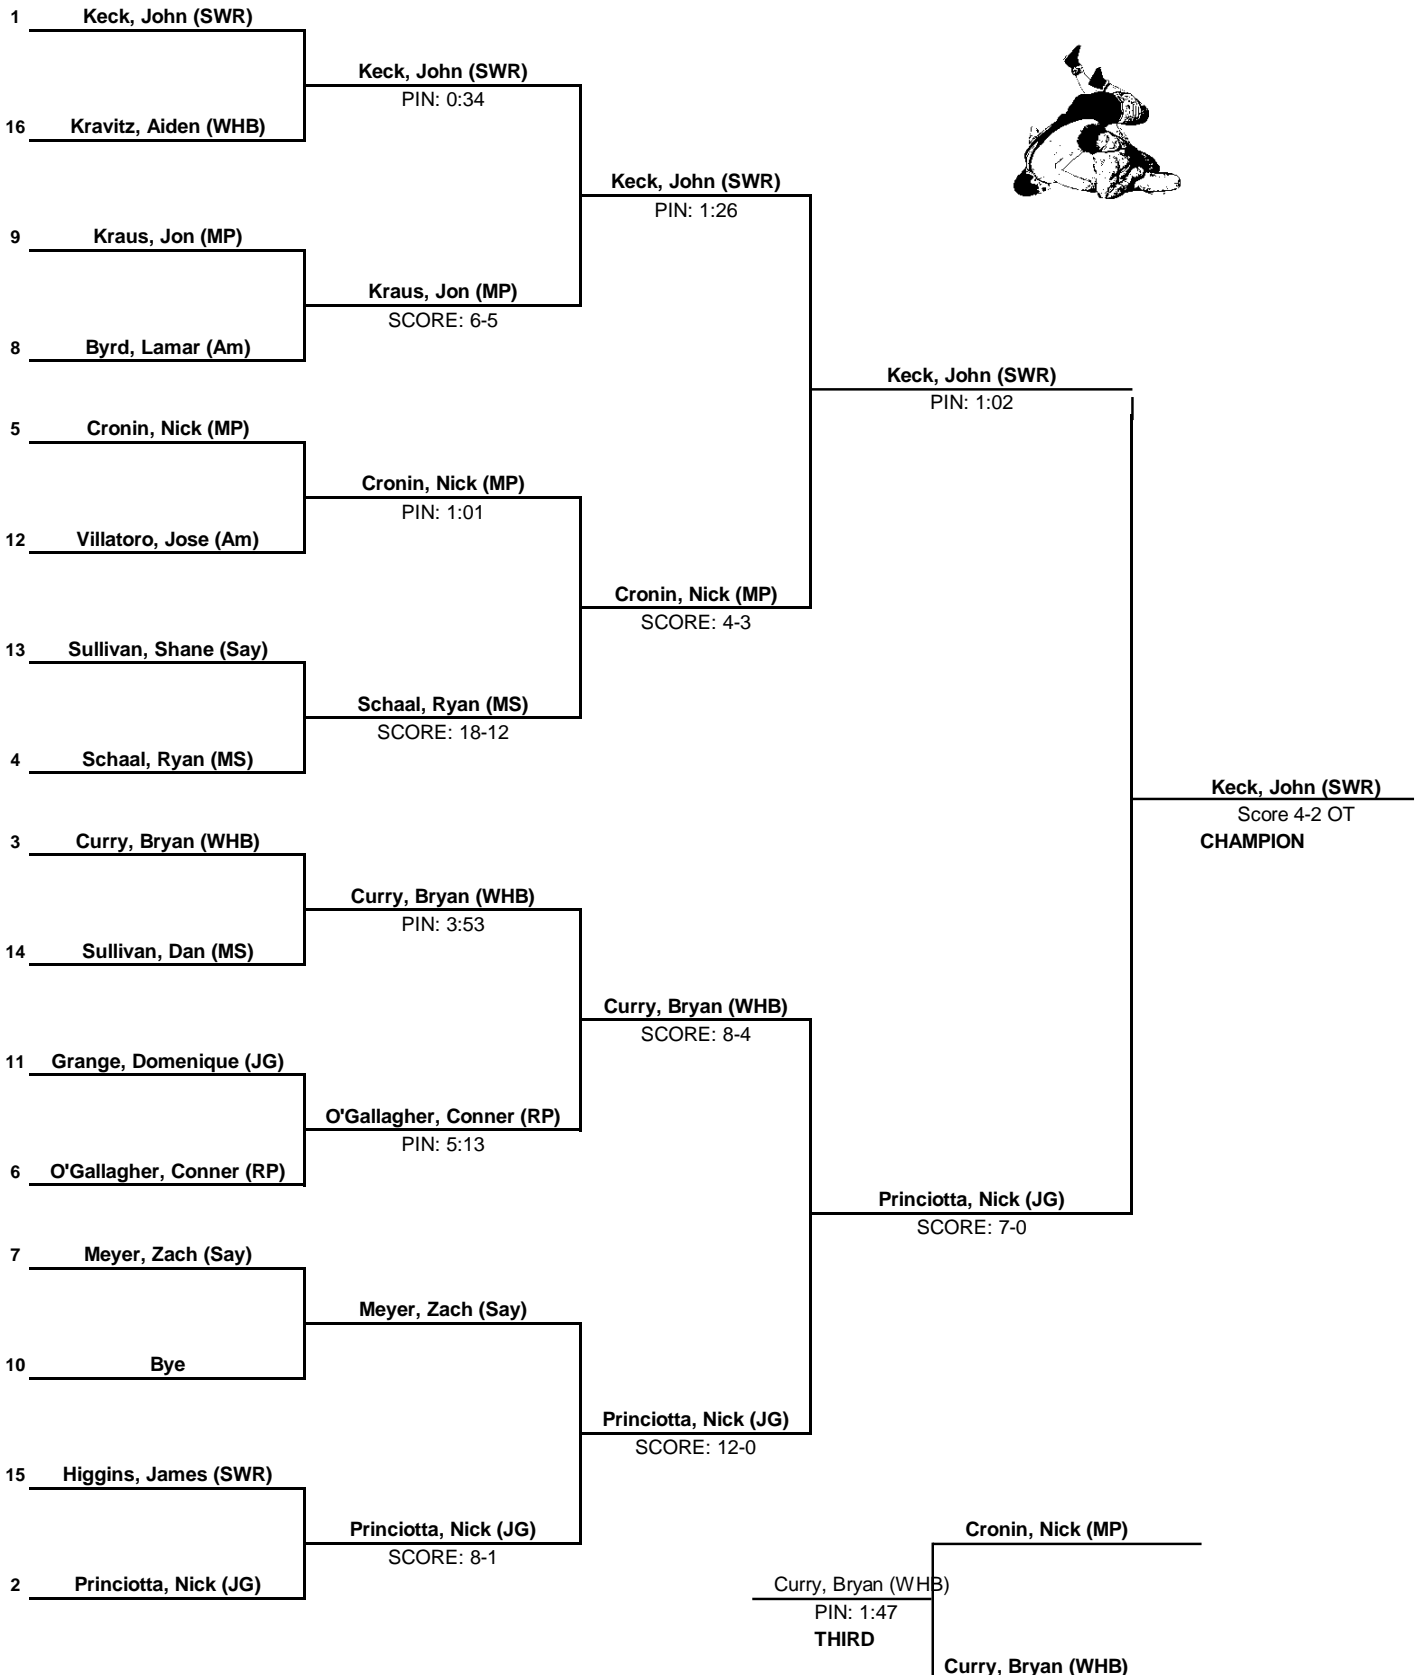 1 Keck, John (SWR)
Keck, John (SWR)
PIN: 0:34
16 Kravitz, Aiden (WHB)
Keck, John (SWR)
PIN: 1:26
9 Kraus, Jon (MP)
Kraus, Jon (MP)
SCORE: 6-5
8 Byrd, Lamar (Am)
Keck, John (SWR)
PIN: 1:02
5 Cronin, Nick (MP)
Cronin, Nick (MP)
PIN: 1:01
12 Villatoro, Jose (Am)
Cronin, Nick (MP)
SCORE: 4-3
13 Sullivan, Shane (Say)
Schaal, Ryan (MS)
SCORE: 18-12
4 Schaal, Ryan (MS)
Keck, John (SWR)
Score 4-2 OT
CHAMPION
3 Curry, Bryan (WHB)
Curry, Bryan (WHB)
PIN: 3:53
14 Sullivan, Dan (MS)
Curry, Bryan (WHB)
SCORE: 8-4
11 Grange, Domenique (JG)
O'Gallagher, Conner (RP)
PIN: 5:13
6 O'Gallagher, Conner (RP)
Princiotta, Nick (JG)
SCORE: 7-0
7 Meyer, Zach (Say)
Meyer, Zach (Say)
10 Bye
Princiotta, Nick (JG)
SCORE: 12-0
15 Higgins, James (SWR)
Princiotta, Nick (JG)
SCORE: 8-1
2 Princiotta, Nick (JG)
Cronin, Nick (MP)
Curry, Bryan (WHB)
PIN: 1:47
THIRD
Curry, Bryan (WHB)